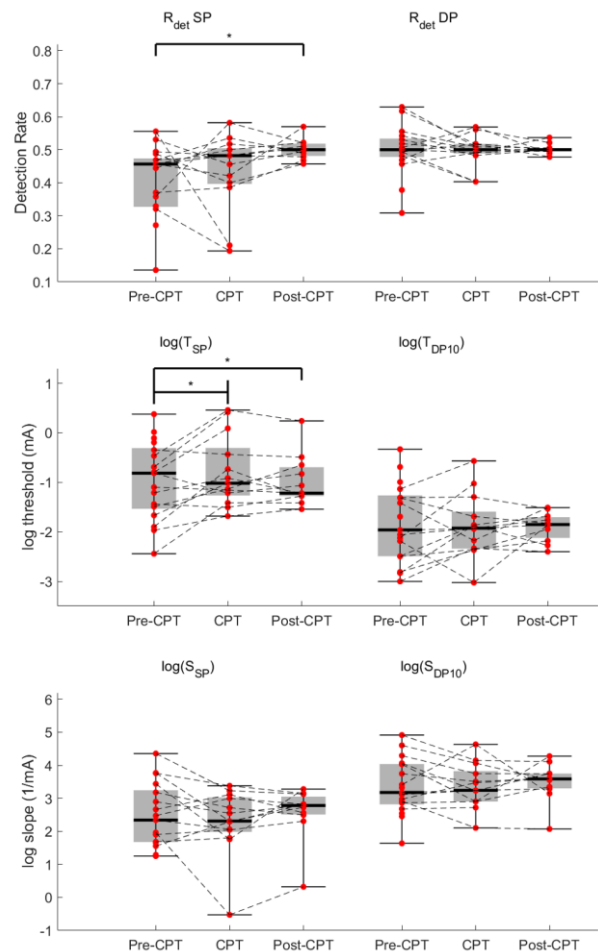 R_det SP R_det DP
*
0.8
0.7
0.6
0.5
0.4
0.3
0.2
0.1
Detection Rate
Pre-CPT CPT Post-CPT Pre-CPT CPT Post-CPT
log(T_SP) log(T_DP10)
*
*
1
0
-1
-2
-3
log threshold (mA)
Pre-CPT CPT Post-CPT Pre-CPT CPT Post-CPT
log(S_SP) log(S_DP10)
6
5
4
3
2
1
0
-1
log slope (1/mA)
Pre-CPT CPT Post-CPT Pre-CPT CPT Post-CPT